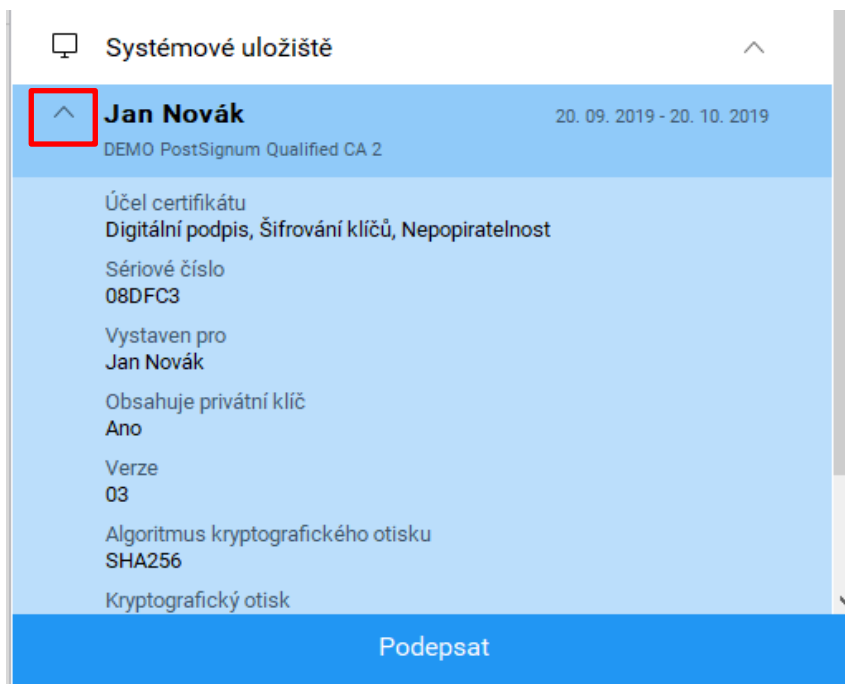 Systémové uložiště
Jan Novák
20. 09. 2019 - 20. 10. 2019
DEMO PostSignum Qualified CA 2
Účel certifikátu
Digitální podpis, Šifrování klíčů, Nepopiratelnost
Sériové číslo
08DFC3
Vystaven pro
Jan Novák
Obsahuje privátní klíč
Ano
Verze
03
Algoritmus kryptografického otisku
SHA256
Kryptografický otisk
Podepsat